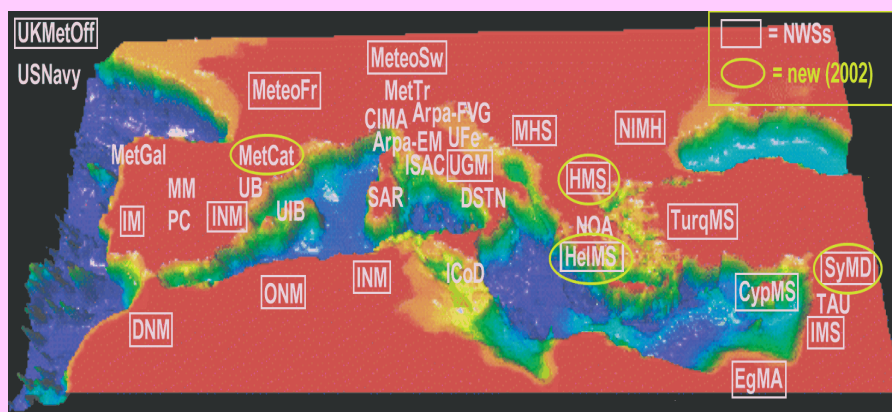 UKMetOff
USNavy
MeteoFr
MeteoSw
MetTr
CIMA
Arpa-FVG
Arpa-EM
UFe
ISAC
UGM
MHS
NIMH
= NWSs
= new (2002)
MetGal
MetCat
MM
UB
PC
IM
INM
UIB
SAR
DSTN
HMS
NOA
TurqMS
HelMS
SyMD
ONM
INM
ICoD
CypMS
TAU
DNM
IMS
EgMA